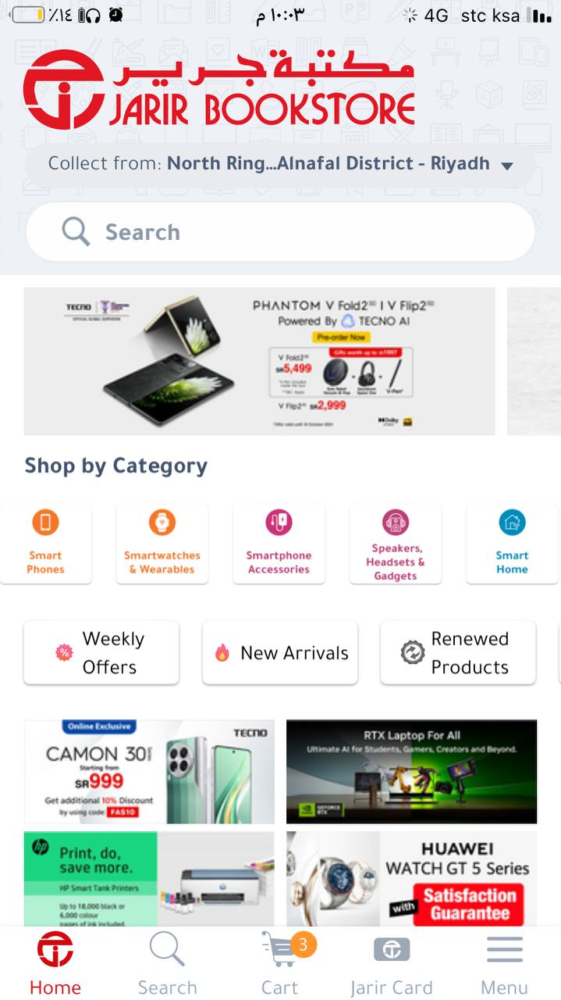 ٪١٤
١٠:٠٣ م
4G stc ksa
مكتبة جرير
JARIR BOOKSTORE
Collect from: North Ring...Alnafal District - Riyadh
Search
TECNO
PHANTOM V Fold2 5G | V Flip2 5G
Powered By TECNO AI
Pre-order Now
Gifts worth up to SR1997
V Fold2 5G
SR5,499
V-Pen
V Flip2 5G SR2,999
Dolby
Shop by Category
Smart
Phones
Smartwatches
& Wearables
Smartphone
Accessories
Speakers,
Headsets &
Gadgets
Smart
Home
Weekly
Offers
New Arrivals
Renewed
Products
Online Exclusive
TECNO
CAMON 30
Starting from
SR999
Get additional 10% Discount
by using code: FAS10
RTX Laptop For All
Ultimate AI for Students, Gamers, Creators and Beyond.
GEFORCE
RTX
hp
Print, do,
save more.
HP Smart Tank Printers
Up to 18,000 black or
6,000 colour
pages of ink included.
HUAWEI
WATCH GT 5 Series
with Satisfaction
Guarantee
3
Home
Search
Cart
Jarir Card
Menu